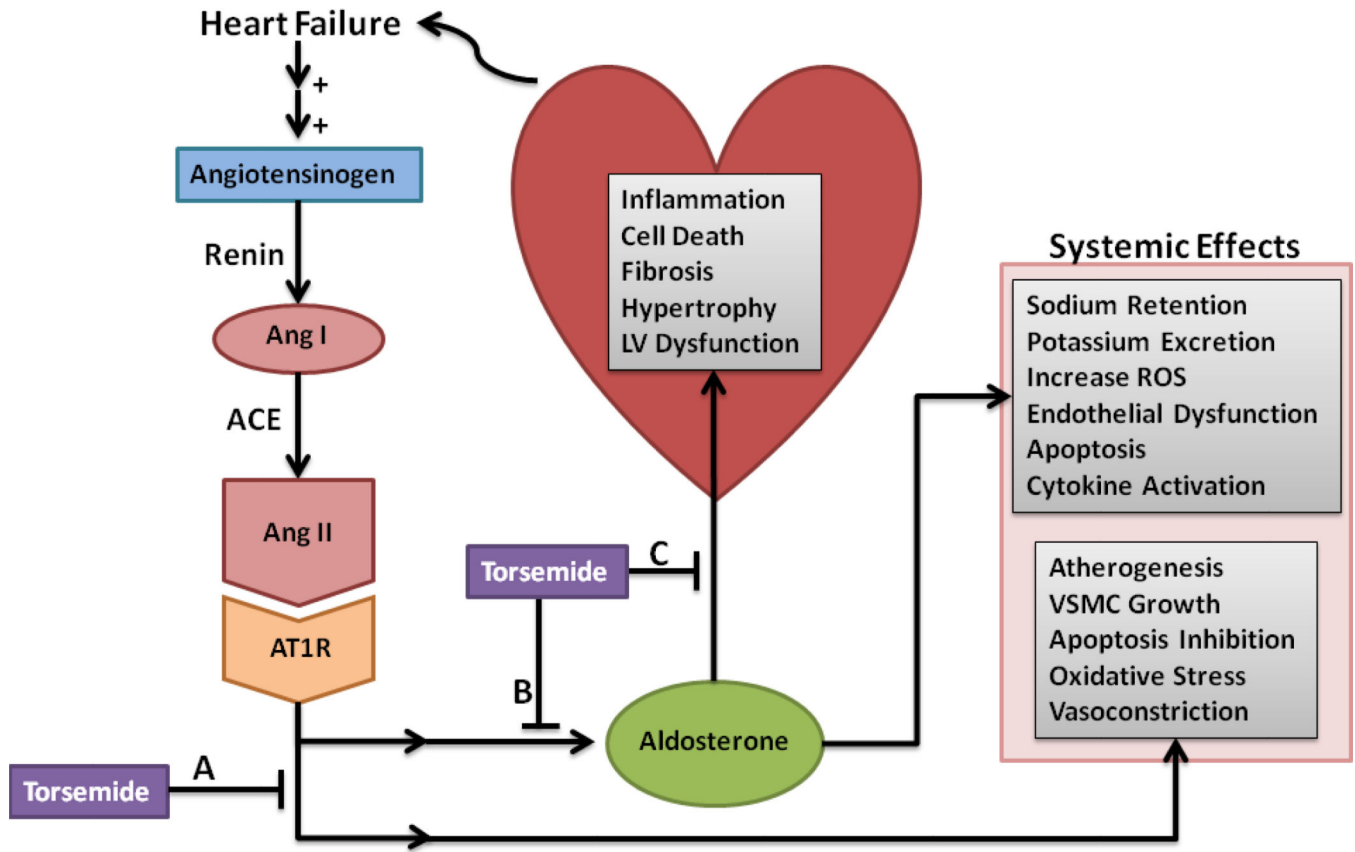 Heart Failure
+
+
Angiotensinogen
Renin
Ang I
ACE
Ang II
AT1R
Torsemide
A
Torsemide
B
C
Aldosterone
Inflammation
Cell Death
Fibrosis
Hypertrophy
LV Dysfunction
Systemic Effects
Sodium Retention
Potassium Excretion
Increase ROS
Endothelial Dysfunction
Apoptosis
Cytokine Activation
Atherogenesis
VSMC Growth
Apoptosis Inhibition
Oxidative Stress
Vasoconstriction